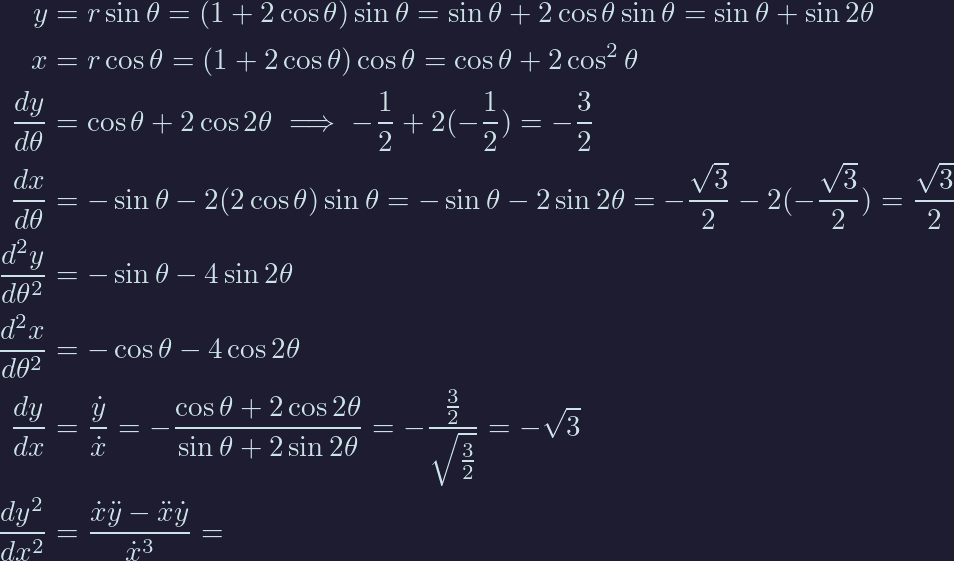 y = r sin θ = (1 + 2 cos θ) sin θ = sin θ + 2 cos θ sin θ = sin θ + sin 2θ
x = r cos θ = (1 + 2 cos θ) cos θ = cos θ + 2 cos² θ
dy/dθ = cos θ + 2 cos 2θ ⟹ −1/2 + 2(−1/2) = −3/2
dx/dθ = − sin θ − 2(2 cos θ) sin θ = − sin θ − 2 sin 2θ = −√3/2 − 2(−√3/2) = √3/2
d²y/dθ² = − sin θ − 4 sin 2θ
d²x/dθ² = − cos θ − 4 cos 2θ
dy/dx = ẏ/ẋ = −(cos θ + 2 cos 2θ)/(sin θ + 2 sin 2θ) = −(3/2)/√(3/2) = −√3
dy²/dx² = (ẋÿ − ẍẏ)/ẋ³ =